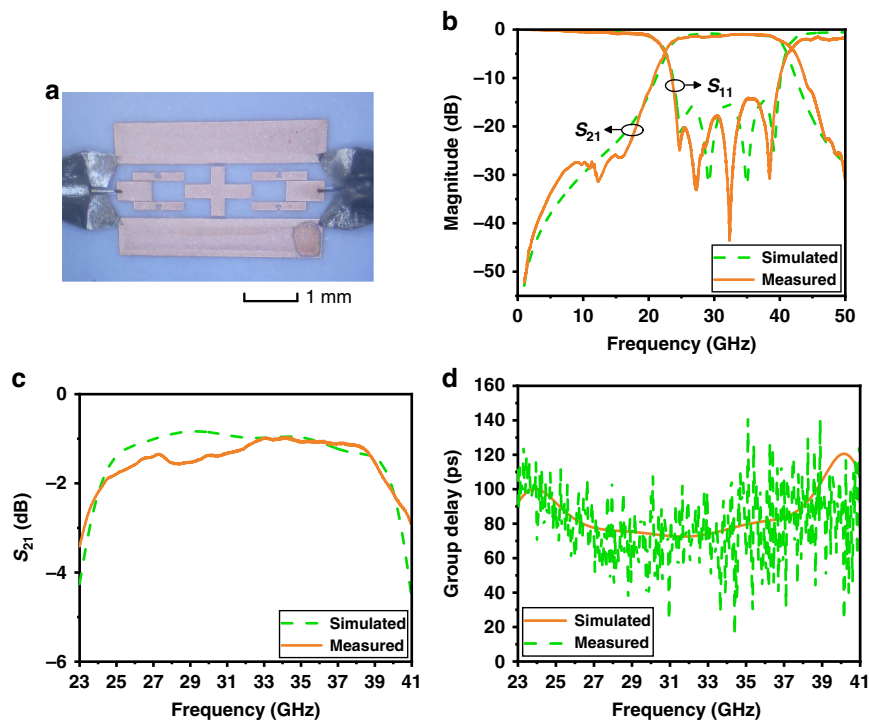 a
1 mm
b
0
−10
−20
−30
−40
−50
Magnitude (dB)
S11
S21
Simulated
Measured
0 10 20 30 40 50
Frequency (GHz)
c
0
−2
−4
−6
S21 (dB)
Simulated
Measured
23 25 27 29 31 33 35 37 39 41
Frequency (GHz)
d
160
140
120
100
80
60
40
20
0
Group delay (ps)
Simulated
Measured
23 25 27 29 31 33 35 37 39 41
Frequency (GHz)